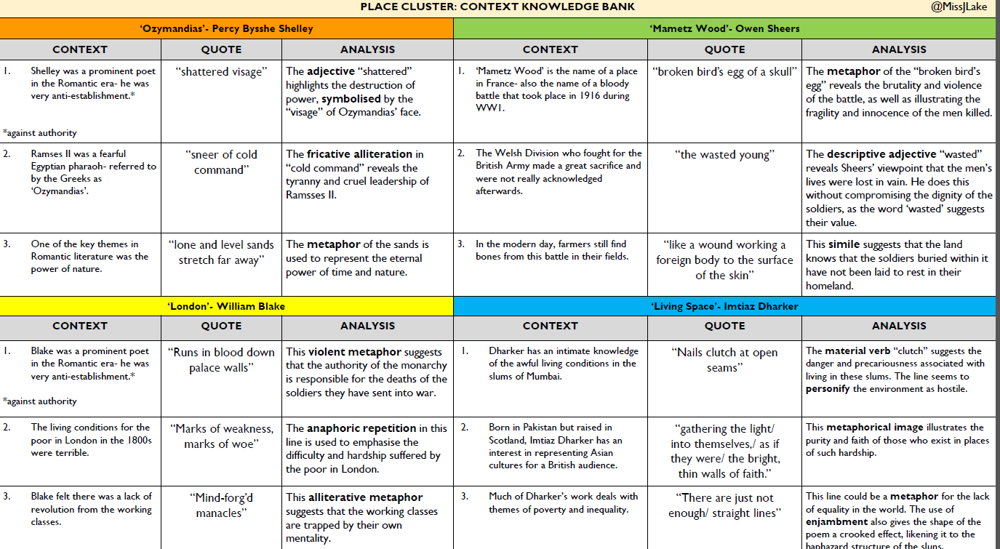 PLACE CLUSTER: CONTEXT KNOWLEDGE BANK
@MissJLake
‘Ozymandias’- Percy Bysshe Shelley
CONTEXT
QUOTE
ANALYSIS
1. Shelley was a prominent poet
in the Romantic era- he was
very anti-establishment.*
*against authority
“shattered visage”
The adjective “shattered”
highlights the destruction of
power, symbolised by the
“visage” of Ozymandias’ face.
2. Ramses II was a fearful
Egyptian pharaoh- referred to
by the Greeks as
‘Ozymandias’.
“sneer of cold
command”
The fricative alliteration in
“cold command” reveals the
tyranny and cruel leadership of
Ramsses II.
3. One of the key themes in
Romantic literature was the
power of nature.
“lone and level sands
stretch far away”
The metaphor of the sands is
used to represent the eternal
power of time and nature.
‘Mametz Wood’- Owen Sheers
CONTEXT
QUOTE
ANALYSIS
1. ‘Mametz Wood’ is the name of a place
in France- also the name of a bloody
battle that took place in 1916 during
WW1.
“broken bird’s egg of a skull”
The metaphor of the “broken bird’s
egg” reveals the brutality and violence
of the battle, as well as illustrating the
fragility and innocence of the men killed.
2. The Welsh Division who fought for the
British Army made a great sacrifice and
were not really acknowledged
afterwards.
“the wasted young”
The descriptive adjective “wasted”
reveals Sheers’ viewpoint that the men’s
lives were lost in vain. He does this
without compromising the dignity of the
soldiers, as the word ‘wasted’ suggests
their value.
3. In the modern day, farmers still find
bones from this battle in their fields.
“like a wound working a
foreign body to the surface
of the skin”
This simile suggests that the land
knows that the soldiers buried within it
have not been laid to rest in their
homeland.
‘London’- William Blake
CONTEXT
QUOTE
ANALYSIS
1. Blake was a prominent poet
in the Romantic era- he was
very anti-establishment.*
*against authority
“Runs in blood down
palace walls”
This violent metaphor suggests
that the authority of the monarchy
is responsible for the deaths of the
soldiers they have sent into war.
2. The living conditions for the
poor in London in the 1800s
were terrible.
“Marks of weakness,
marks of woe”
The anaphoric repetition in this
line is used to emphasise the
difficulty and hardship suffered by
the poor in London.
3. Blake felt there was a lack of
revolution from the working
classes.
“Mind-forg’d
manacles”
This alliterative metaphor
suggests that the working classes
are trapped by their own
mentality.
‘Living Space’- Imtiaz Dharker
CONTEXT
QUOTE
ANALYSIS
1. Dharker has an intimate knowledge
of the awful living conditions in the
slums of Mumbai.
“Nails clutch at open
seams”
The material verb “clutch” suggests the
danger and precariousness associated with
living in these slums. The line seems to
personify the environment as hostile.
2. Born in Pakistan but raised in
Scotland, Imtiaz Dharker has an
interest in representing Asian
cultures for a British audience.
“gathering the light/
into themselves,/ as if
they were/ the bright,
thin walls of faith.”
This metaphorical image illustrates the
purity and faith of those who exist in places
of such hardship.
3. Much of Dharker’s work deals with
themes of poverty and inequality.
“There are just not
enough/ straight lines”
This line could be a metaphor for the lack
of equality in the world. The use of
enjambment also gives the shape of the
poem a crooked effect, likening it to the
haphazard structure of the slums.